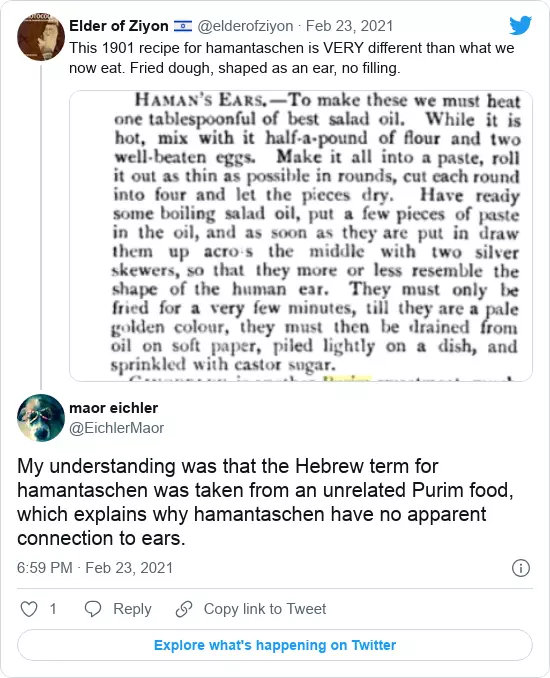 Elder of Ziyon 🇮🇱 @elderofziyon · Feb 23, 2021
This 1901 recipe for hamantaschen is VERY different than what we
now eat. Fried dough, shaped as an ear, no filling.
HAMAN'S EARS.—To make these we must heat
one tablespoonful of best salad oil. While it is
hot, mix with it half-a-pound of flour and two
well-beaten eggs. Make it all into a paste, roll
it out as thin as possible in rounds, cut each round
into four and let the pieces dry. Have ready
some boiling salad oil, put a few pieces of paste
in the oil, and as soon as they are put in draw
them up acro·s the middle with two silver
skewers, so that they more or less resemble the
shape of the human ear. They must only be
fried for a very few minutes, till they are a pale
golden colour, they must then be drained from
oil on soft paper, piled lightly on a dish, and
sprinkled with castor sugar.
maor eichler
@EichlerMaor
My understanding was that the Hebrew term for
hamantaschen was taken from an unrelated Purim food,
which explains why hamantaschen have no apparent
connection to ears.
6:59 PM · Feb 23, 2021
1 Reply Copy link to Tweet
Explore what's happening on Twitter